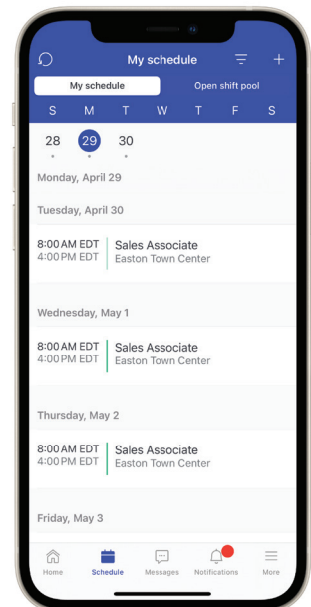 My schedule
My schedule Open shift pool
S M T W T F S
28 29 30
Monday, April 29
Tuesday, April 30
8:00 AM EDT Sales Associate
4:00 PM EDT Easton Town Center
Wednesday, May 1
8:00 AM EDT Sales Associate
4:00 PM EDT Easton Town Center
Thursday, May 2
8:00 AM EDT Sales Associate
4:00 PM EDT Easton Town Center
Friday, May 3
Home Schedule Messages Notifications More